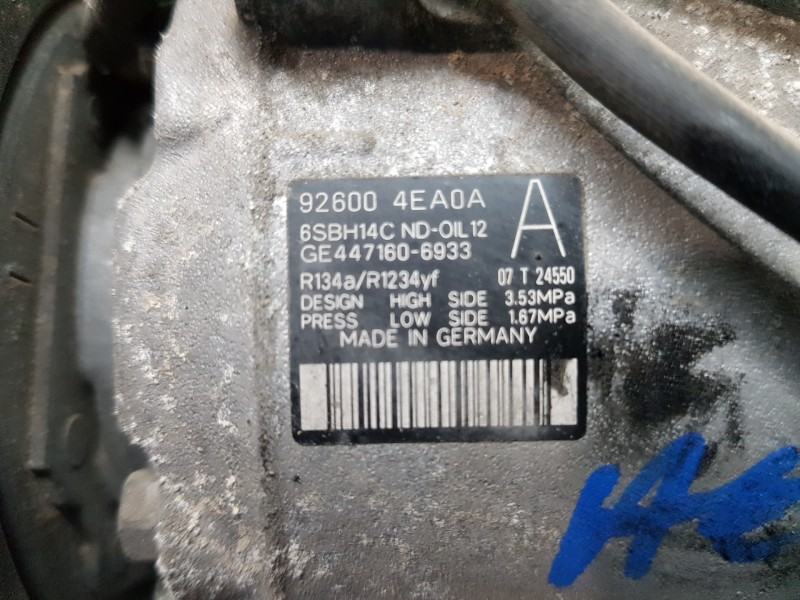 92600 4EA0A A
6SBH14C ND-OIL12
GE447160-6933
R134a/R1234yf 07 T 24550
DESIGN HIGH SIDE 3.53MPa
PRESS LOW SIDE 1.67MPa
MADE IN GERMANY